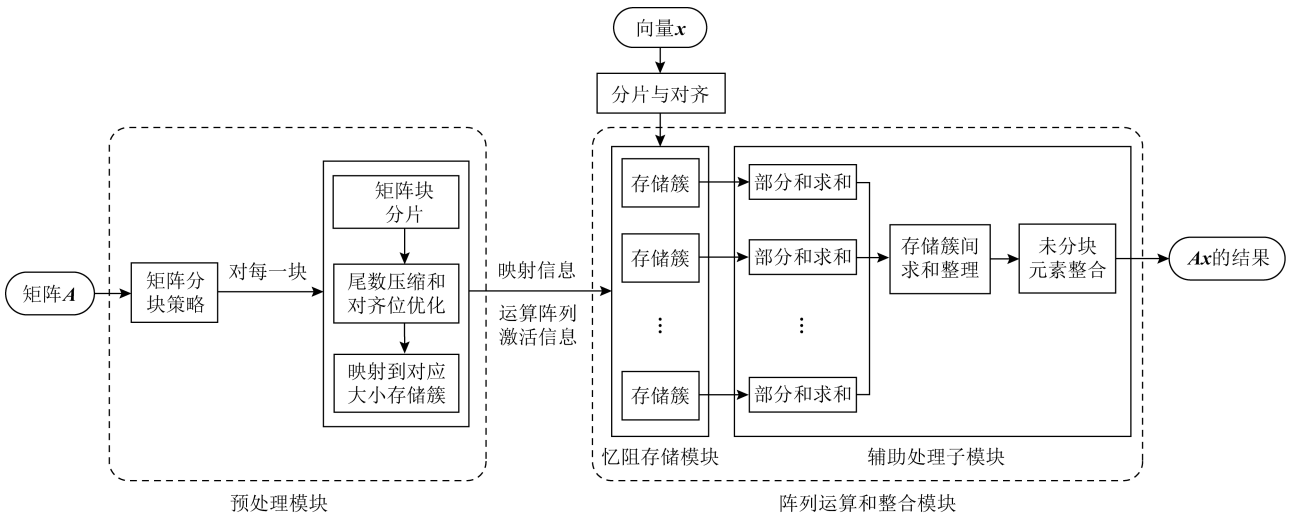 向量x
分片与对齐
矩阵A
矩阵分
块策略
对每一块
矩阵块
分片
尾数压缩和
对齐位优化
映射到对应
大小存储簇
预处理模块
映射信息
运算阵列
激活信息
存储簇
存储簇
⋮
存储簇
忆阻存储模块
部分和求和
部分和求和
⋮
部分和求和
存储簇间
求和整理
未分块
元素整合
辅助处理子模块
阵列运算和整合模块
Ax的结果